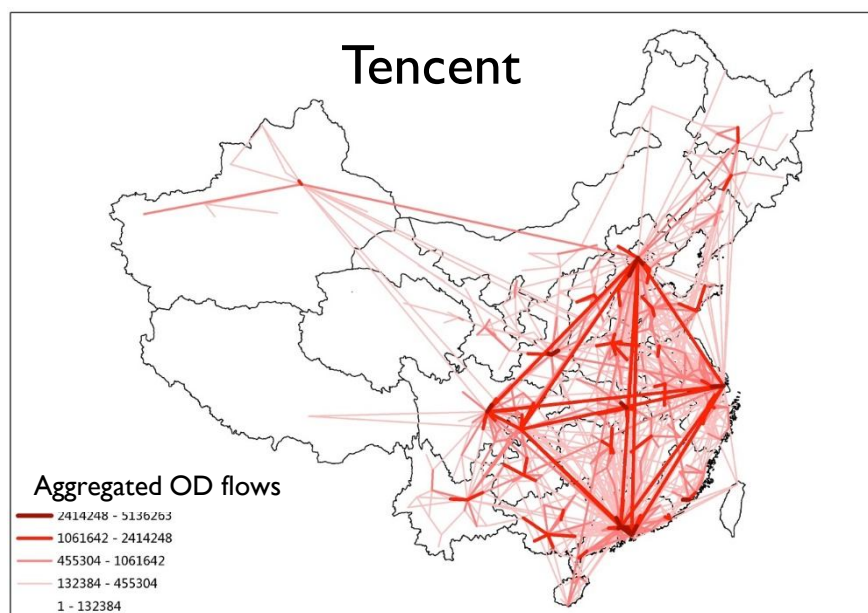 Tencent
Aggregated OD flows
2414248 - 5136263
1061642 - 2414248
455304 - 1061642
132384 - 455304
1 - 132384